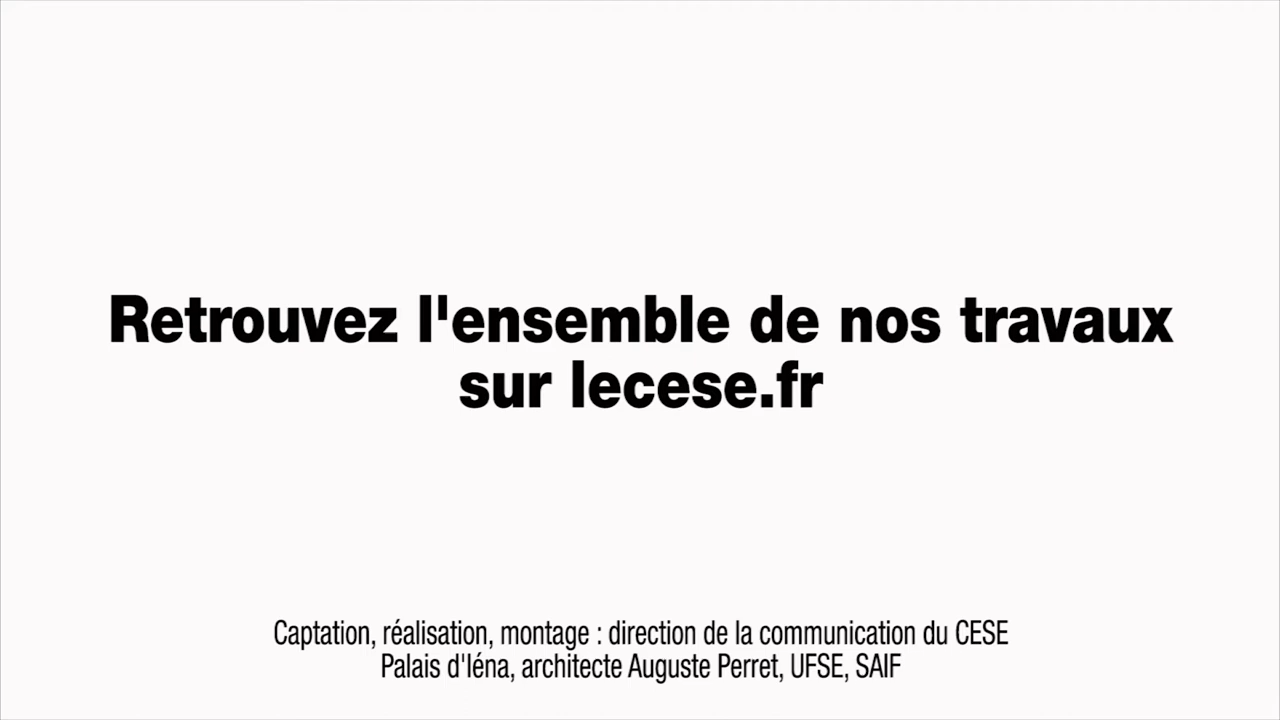 Retrouvez l'ensemble de nos travaux
sur lecese.fr
Captation, réalisation, montage : direction de la communication du CESE
Palais d'Iéna, architecte Auguste Perret, UFSE, SAIF